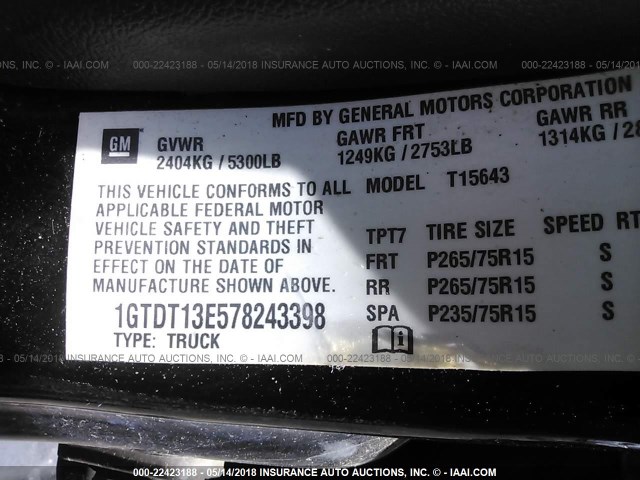 INC. - IAAI.COM 000-22423188 - 05/14/2018 INSURANCE AUTO AUCTIONS, INC. - IAAI.COM
MFD BY GENERAL MOTORS CORPORATION
GM
GVWR GAWR FRT GAWR RR
2404KG / 5300LB 1249KG / 2753LB 1314KG / 28
THIS VEHICLE CONFORMS TO ALL
APPLICABLE FEDERAL MOTOR
VEHICLE SAFETY AND THEFT
PREVENTION STANDARDS IN
EFFECT ON THE DATE OF
MANUFACTURE SHOWN ABOVE.
1GTDT13E578243398
TYPE: TRUCK
MODEL T15643
TPT7 TIRE SIZE SPEED RT
FRT P265/75R15 S
RR P265/75R15 S
SPA P235/75R15 S
000-22423188 - 05/14/2018 INSURANCE AUTO AUCTIONS, INC. - IAAI.COM
000-22423188 - 05/14/2018 INSURANCE AUTO AUCTIONS, INC. - IAAI.COM